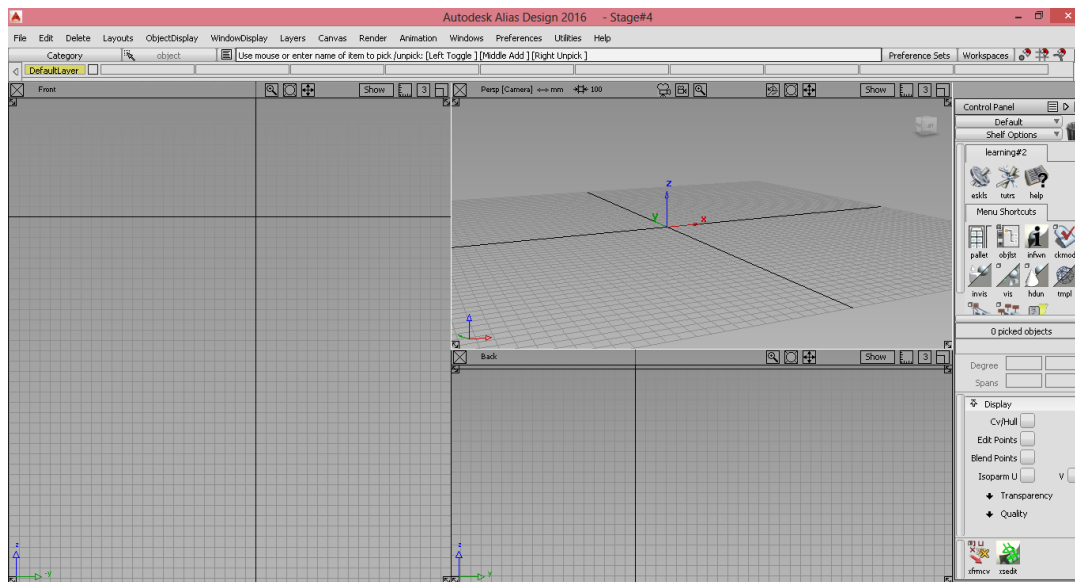 Autodesk Alias Design 2016 - Stage#4
File Edit Delete Layouts ObjectDisplay WindowDisplay Layers Canvas Render Animation Windows Preferences Utilities Help
Category object Use mouse or enter name of item to pick /unpick: [Left Toggle ] [Middle Add ] [Right Unpick ] Preference Sets Workspaces
DefaultLayer
Front Show 3 Persp [Camera] mm 100 Show 3
Control Panel
Default
Shelf Options
learning#2
eskls tutrs help
Menu Shortcuts
pallet objlst infwn ckmod
invis vis hdun tmpl
z
y x
0 picked objects
Back Show 3
Degree
Spans
Display
Cv/Hull
Edit Points
Blend Points
Isoparm U V
Transparency
Quality
xfrmcv xsedit
z z
-y y